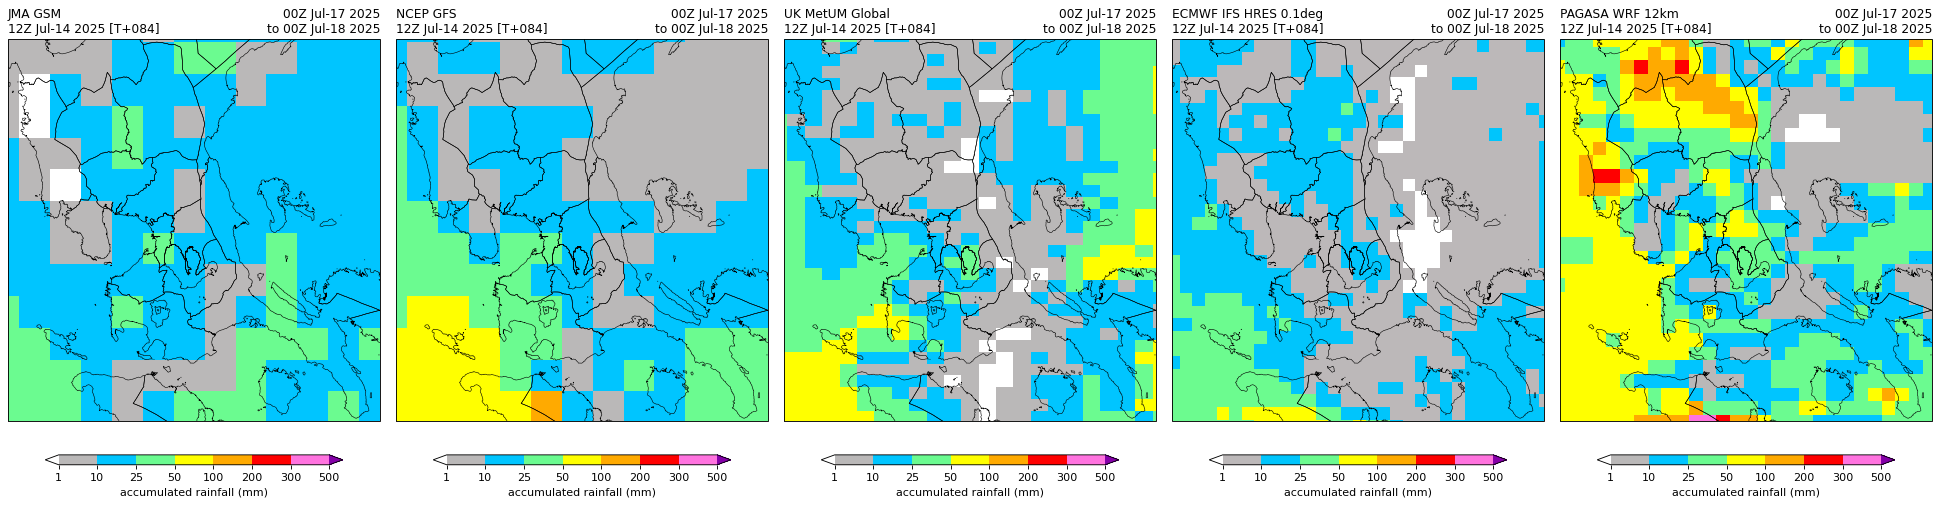 JMA GSM 00Z Jul-17 2025
12Z Jul-14 2025 [T+084] to 00Z Jul-18 2025
1 10 25 50 100 200 300 500
accumulated rainfall (mm)
NCEP GFS 00Z Jul-17 2025
12Z Jul-14 2025 [T+084] to 00Z Jul-18 2025
1 10 25 50 100 200 300 500
accumulated rainfall (mm)
UK MetUM Global 00Z Jul-17 2025
12Z Jul-14 2025 [T+084] to 00Z Jul-18 2025
1 10 25 50 100 200 300 500
accumulated rainfall (mm)
ECMWF IFS HRES 0.1deg 00Z Jul-17 2025
12Z Jul-14 2025 [T+084] to 00Z Jul-18 2025
1 10 25 50 100 200 300 500
accumulated rainfall (mm)
PAGASA WRF 12km 00Z Jul-17 2025
12Z Jul-14 2025 [T+084] to 00Z Jul-18 2025
1 10 25 50 100 200 300 500
accumulated rainfall (mm)